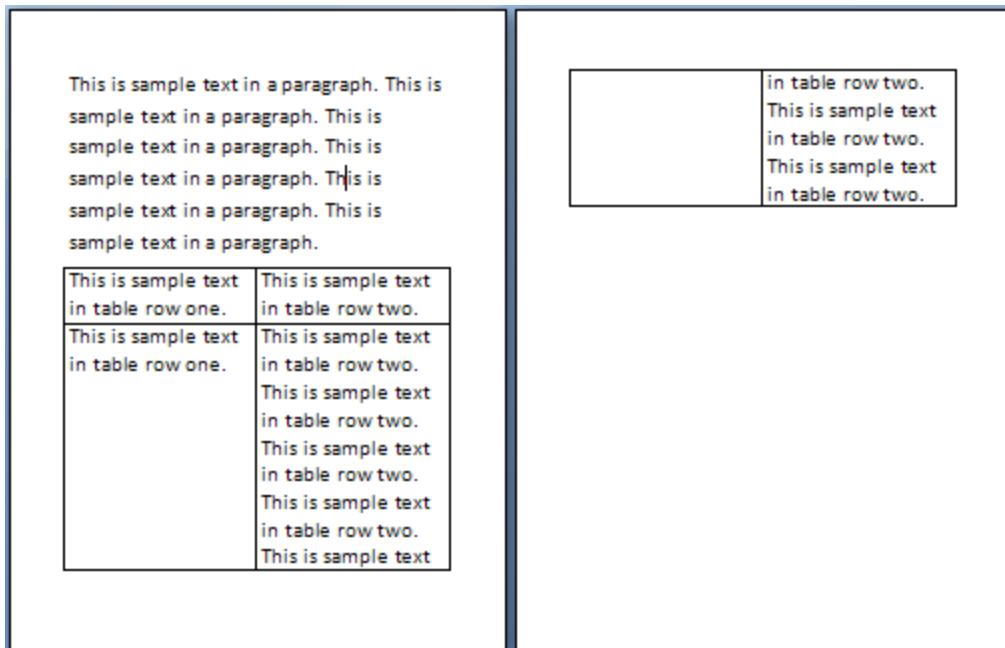 This is sample text in a paragraph. This is
sample text in a paragraph. This is
sample text in a paragraph. This is
sample text in a paragraph. This is
sample text in a paragraph. This is
sample text in a paragraph.
This is sample text
in table row one.
This is sample text
in table row two.
This is sample text
in table row one.
This is sample text
in table row two.
This is sample text
in table row two.
This is sample text
in table row two.
This is sample text
in table row two.
This is sample text
in table row two.
This is sample text
in table row two.
This is sample text
in table row two.